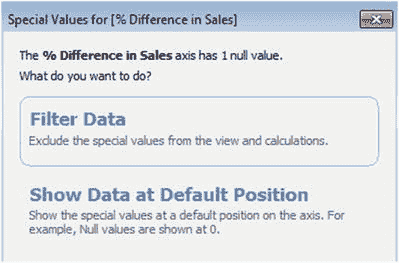 Special Values for [% Difference in Sales]
The % Difference in Sales axis has 1 null value.
What do you want to do?
Filter Data
Exclude the special values from the view and calculations.
Show Data at Default Position
Show the special values at a default position on the axis. For
example, Null values are shown at 0.